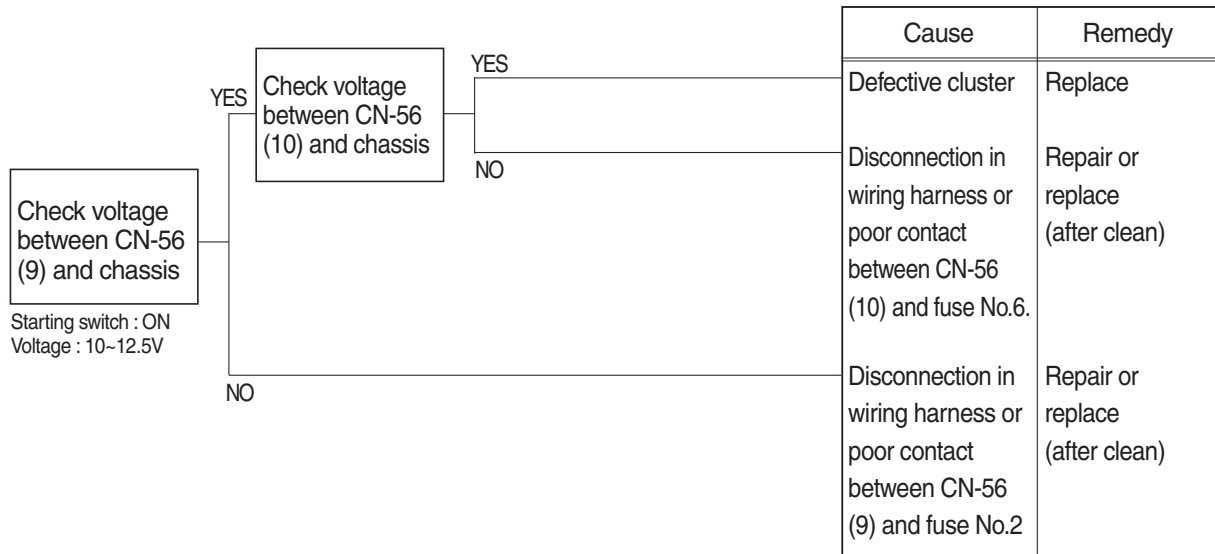 Check voltage
between CN-56
(9) and chassis
Starting switch : ON
Voltage : 10~12.5V
YES
NO
Check voltage
between CN-56
(10) and chassis
YES
NO
Cause
Remedy
Defective cluster
Replace
Disconnection in
wiring harness or
poor contact
between CN-56
(10) and fuse No.6.
Repair or
replace
(after clean)
Disconnection in
wiring harness or
poor contact
between CN-56
(9) and fuse No.2
Repair or
replace
(after clean)